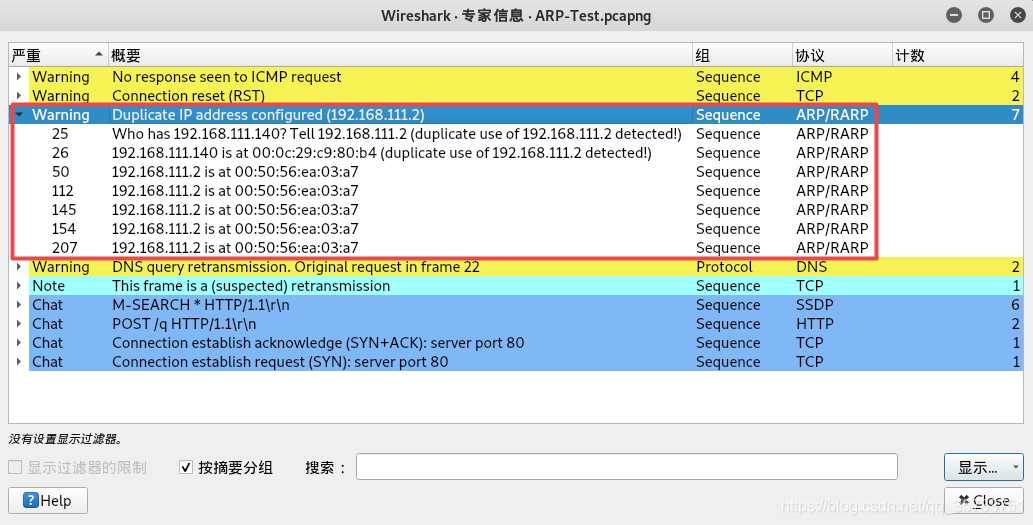 Wireshark · 专家信息 · ARP-Test.pcapng
严重 概要 组 协议 计数
Warning No response seen to ICMP request Sequence ICMP 4
Warning Connection reset (RST) Sequence TCP 2
Warning Duplicate IP address configured (192.168.111.2) Sequence ARP/RARP 7
25 Who has 192.168.111.140? Tell 192.168.111.2 (duplicate use of 192.168.111.2 detected!) Sequence ARP/RARP
26 192.168.111.140 is at 00:0c:29:c9:80:b4 (duplicate use of 192.168.111.2 detected!) Sequence ARP/RARP
50 192.168.111.2 is at 00:50:56:ea:03:a7 Sequence ARP/RARP
112 192.168.111.2 is at 00:50:56:ea:03:a7 Sequence ARP/RARP
145 192.168.111.2 is at 00:50:56:ea:03:a7 Sequence ARP/RARP
154 192.168.111.2 is at 00:50:56:ea:03:a7 Sequence ARP/RARP
207 192.168.111.2 is at 00:50:56:ea:03:a7 Sequence ARP/RARP
Warning DNS query retransmission. Original request in frame 22 Protocol DNS 2
Note This frame is a (suspected) retransmission Sequence TCP 1
Chat M-SEARCH * HTTP/1.1\r\n Sequence SSDP 6
Chat POST /q HTTP/1.1\r\n Sequence HTTP 2
Chat Connection establish acknowledge (SYN+ACK): server port 80 Sequence TCP 1
Chat Connection establish request (SYN): server port 80 Sequence TCP 1
没有设置显示过滤器。
显示过滤器的限制 按摘要分组 搜索： 显示...
Help Close